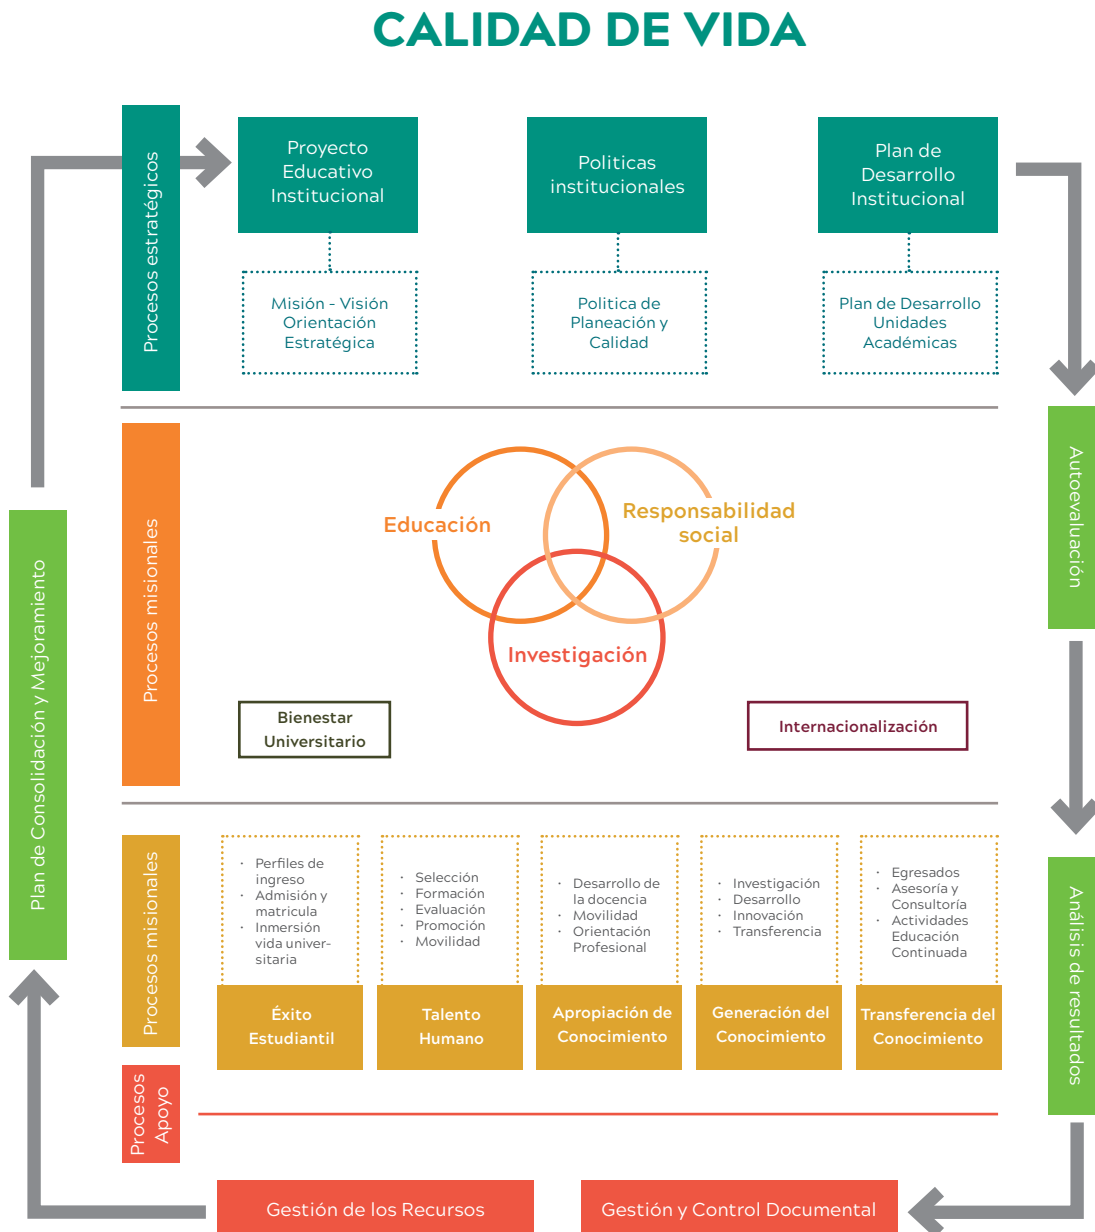 CALIDAD DE VIDA
Procesos estratégicos
Proyecto
Educativo
Institucional
Politicas
institucionales
Plan de
Desarrollo
Institucional
Misión - Visión
Orientación
Estratégica
Politica de
Planeación y
Calidad
Plan de Desarrollo
Unidades
Académicas
Procesos misionales
Educación
Responsabilidad
social
Investigación
Bienestar
Universitario
Internacionalización
Autoevaluación
Plan de Consolidación y Mejoramiento
Procesos misionales
· Perfiles de
ingreso
· Admisión y
matricula
· Inmersión
vida univer-
sitaria
· Selección
· Formación
· Evaluación
· Promoción
· Movilidad
· Desarrollo de
la docencia
· Movilidad
· Orientación
Profesional
· Investigación
· Desarrollo
· Innovación
· Transferencia
· Egresados
· Asesoría y
Consultoría
· Actividades
Educación
Continuada
Éxito
Estudiantil
Talento
Humano
Apropiación de
Conocimiento
Generación del
Conocimiento
Transferencia del
Conocimiento
Análisis de resultados
Procesos
Apoyo
Gestión de los Recursos
Gestión y Control Documental